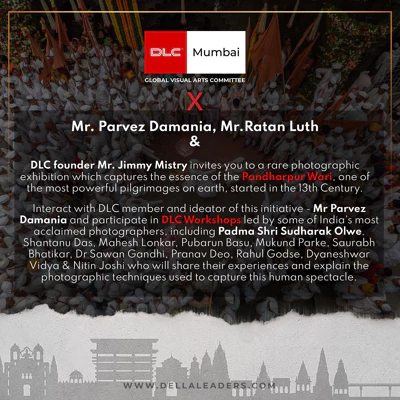 DLC Mumbai
GLOBAL VISUAL ARTS COMMITTEE
X
Mr. Parvez Damania, Mr.Ratan Luth
&
DLC founder Mr. Jimmy Mistry invites you to a rare photographic
exhibition which captures the essence of the Pandharpur Wari, one of
the most powerful pilgrimages on earth, started in the 13th Century.
Interact with DLC member and ideator of this initiative - Mr Parvez
Damania and participate in DLC Workshops led by some of India's most
acclaimed photographers, including Padma Shri Sudharak Olwe,
Shantanu Das, Mahesh Lonkar, Pubarun Basu, Mukund Parke, Saurabh
Bhatikar, Dr Sawan Gandhi, Pranav Deo, Rahul Godse, Dyaneshwar
Vidya & Nitin Joshi who will share their experiences and explain the
photographic techniques used to capture this human spectacle.
WWW.DELLALEADERS.COM